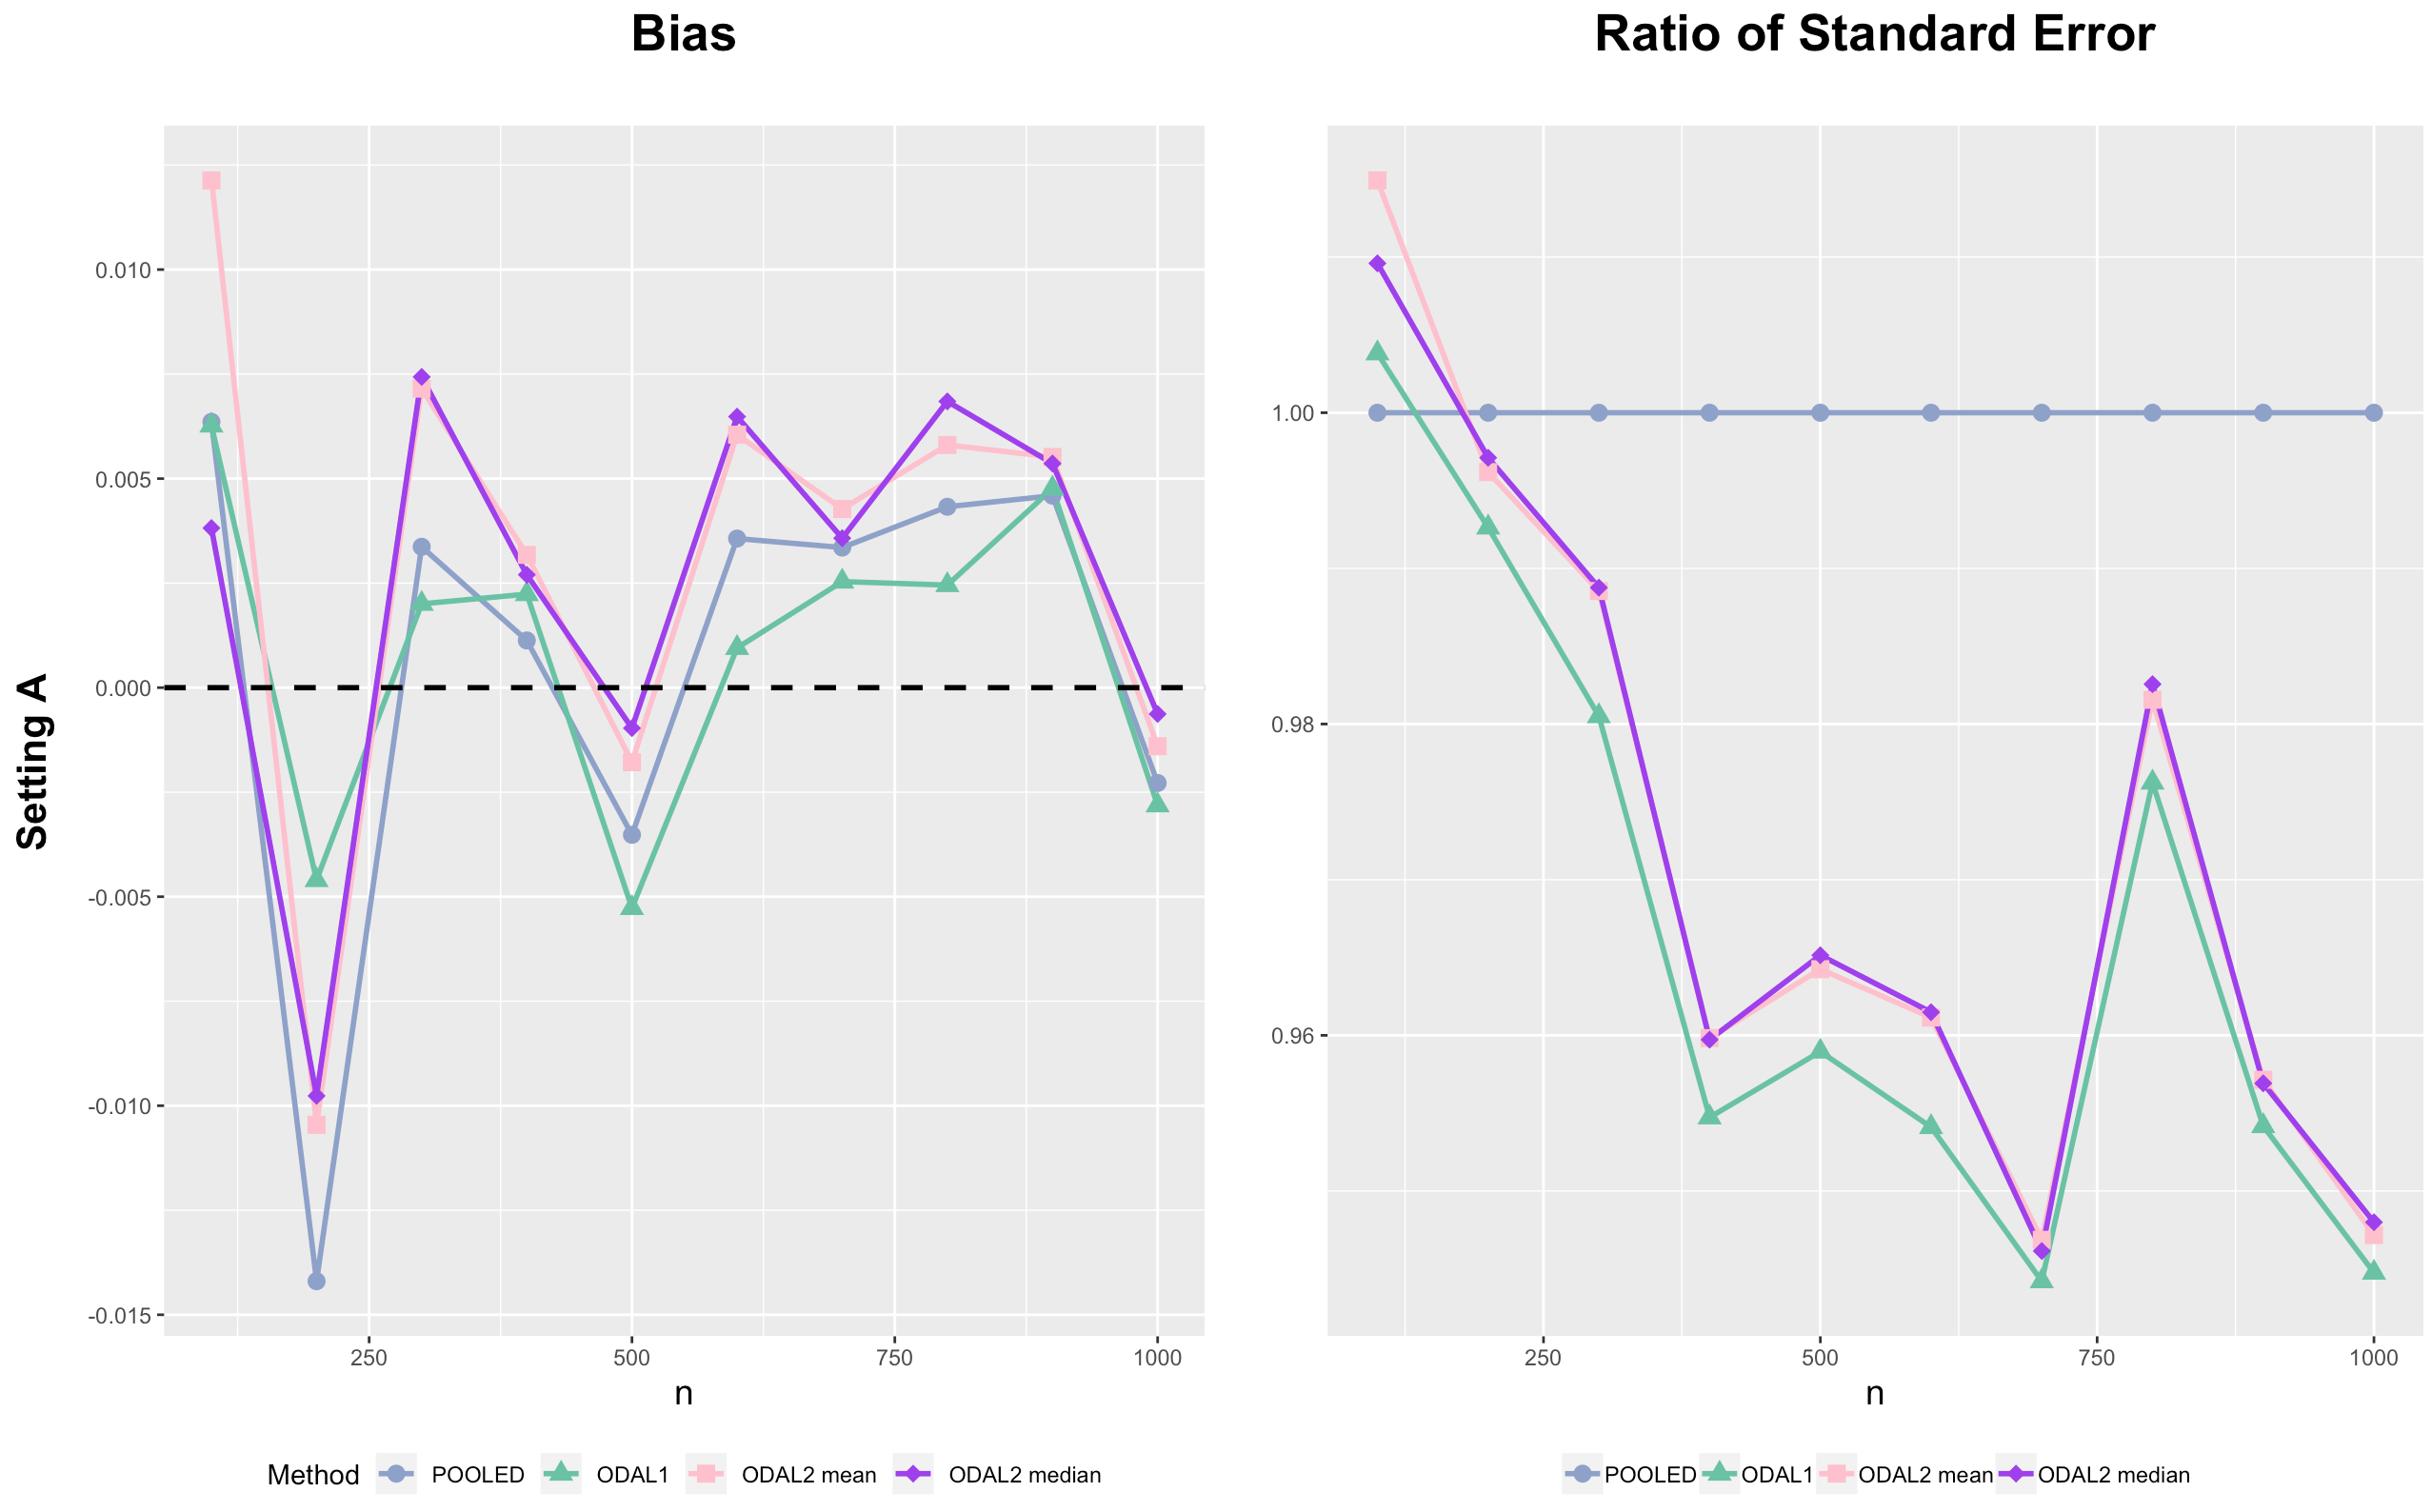 Bias
Ratio of Standard Error
Setting A
0.010
0.005
0.000
-0.005
-0.010
-0.015
250 500 750 1000
n
1.00
0.98
0.96
250 500 750 1000
n
Method POOLED ODAL1 ODAL2 mean ODAL2 median
POOLED ODAL1 ODAL2 mean ODAL2 median